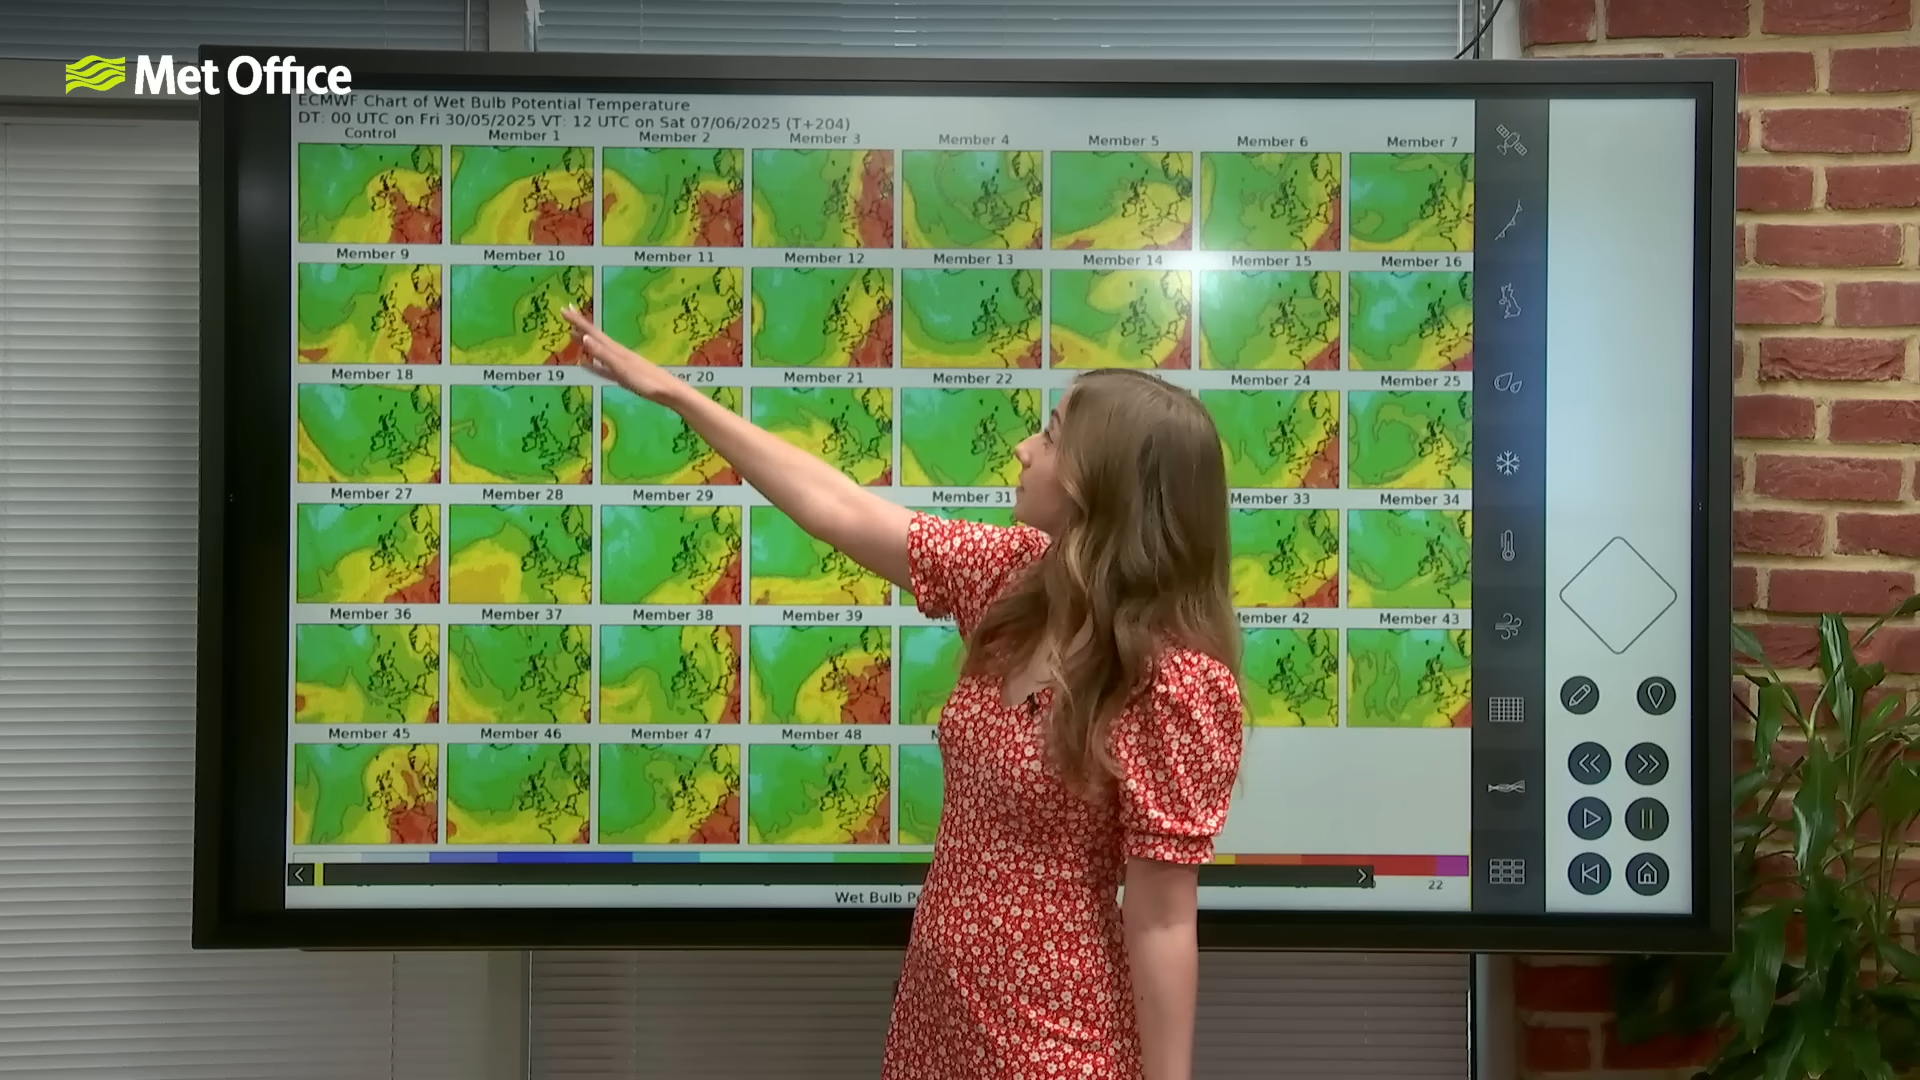 Met Office
ECMWF Chart of Wet Bulb Potential Temperature
DT: 00 UTC on Fri 30/05/2025 VT: 12 UTC on Sat 07/06/2025 (T+204)
Control Member 1 Member 2 Member 3 Member 4 Member 5 Member 6 Member 7
Member 9 Member 10 Member 11 Member 12 Member 13 Member 14 Member 15 Member 16
Member 18 Member 19 20 Member 21 Member 22 Member 24 Member 25
Member 27 Member 28 Member 29 Member 31 Member 33 Member 34
Member 36 Member 37 Member 38 Member 39 ember 42 Member 43
Member 45 Member 46 Member 47 Member 48
22
Wet Bulb P